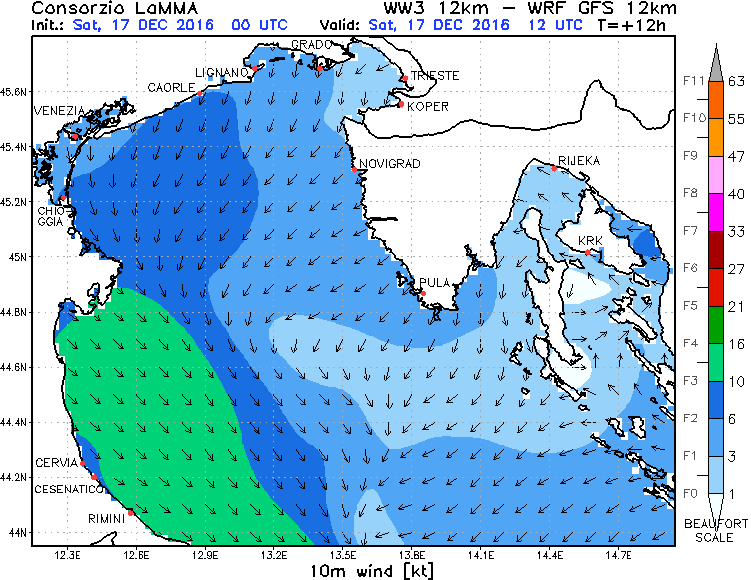 Consorzio LaMMA WW3 12km – WRF GFS 12km
Init.: Sat, 17 DEC 2016 00 UTC Valid: Sat, 17 DEC 2016 12 UTC T=+12h
GRADO
LIGNANO
TRIESTE
CAORLE
KOPER
VENEZIA
NOVIGRAD
RIJEKA
CHIO-
GGIA
KRK
PULA
CERVIA
CESENATICO
RIMINI
45.6N
45.4N
45.2N
45N
44.8N
44.6N
44.4N
44.2N
44N
12.3E 12.6E 12.9E 13.2E 13.5E 13.8E 14.1E 14.4E 14.7E
10m wind [kt]
F11 63
F10 55
F9 47
F8 40
F7 33
F6 27
F5 21
F4 16
F3 10
F2 6
F1 3
F0 1
BEAUFORT
SCALE